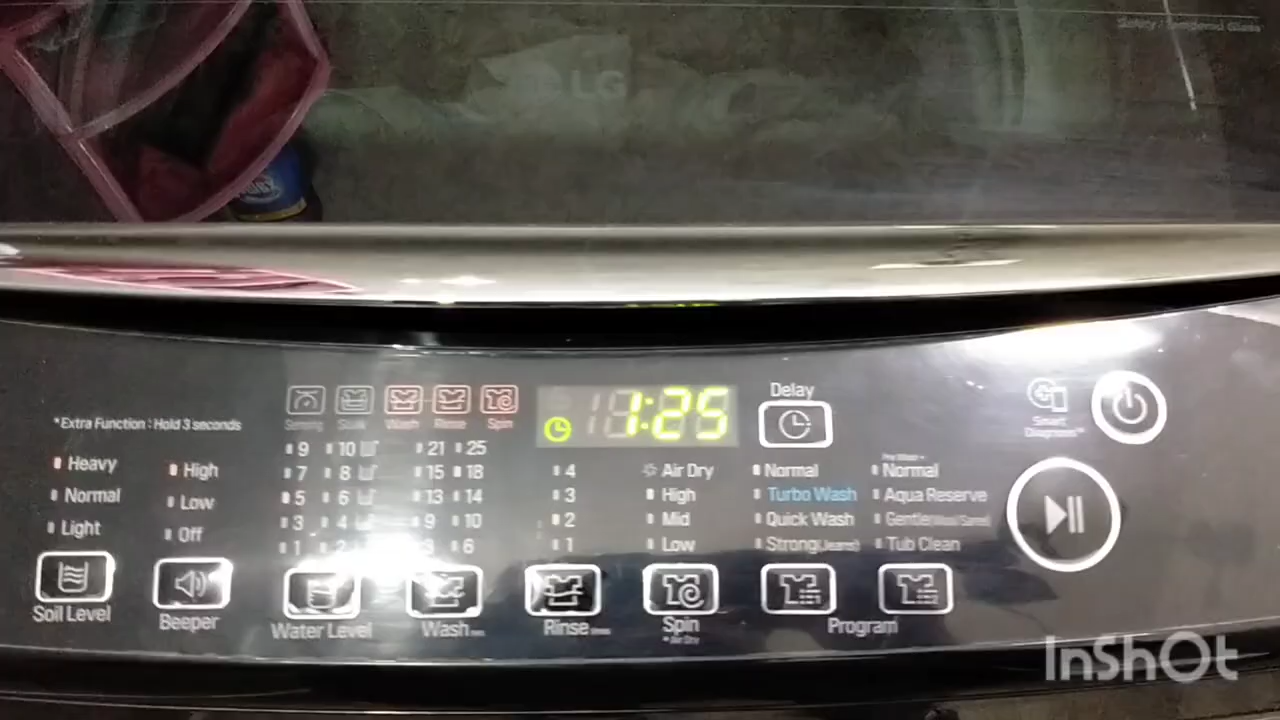 Safety / Tempered Glass
LG
Delay
1:25
Smart
Diagnosis™
*Extra Function : Hold 3 seconds
Sensing Soak Wash Rinse Spin
Heavy
Normal
Light
High
Low
Off
9 10
7 8
5 6
3 4
1 2
21 25
15 18
13 14
9 10
6
4
3
2
1
* Air Dry
High
Mid
Low
Normal
Turbo Wash
Quick Wash
Strong(Jeans)
Pre Wash +
Normal
Aqua Reserve
Gentle
Tub Clean
Soil Level
Beeper
Water Level
Wash
Rinse
Spin
* Air Dry
Program
InShOt